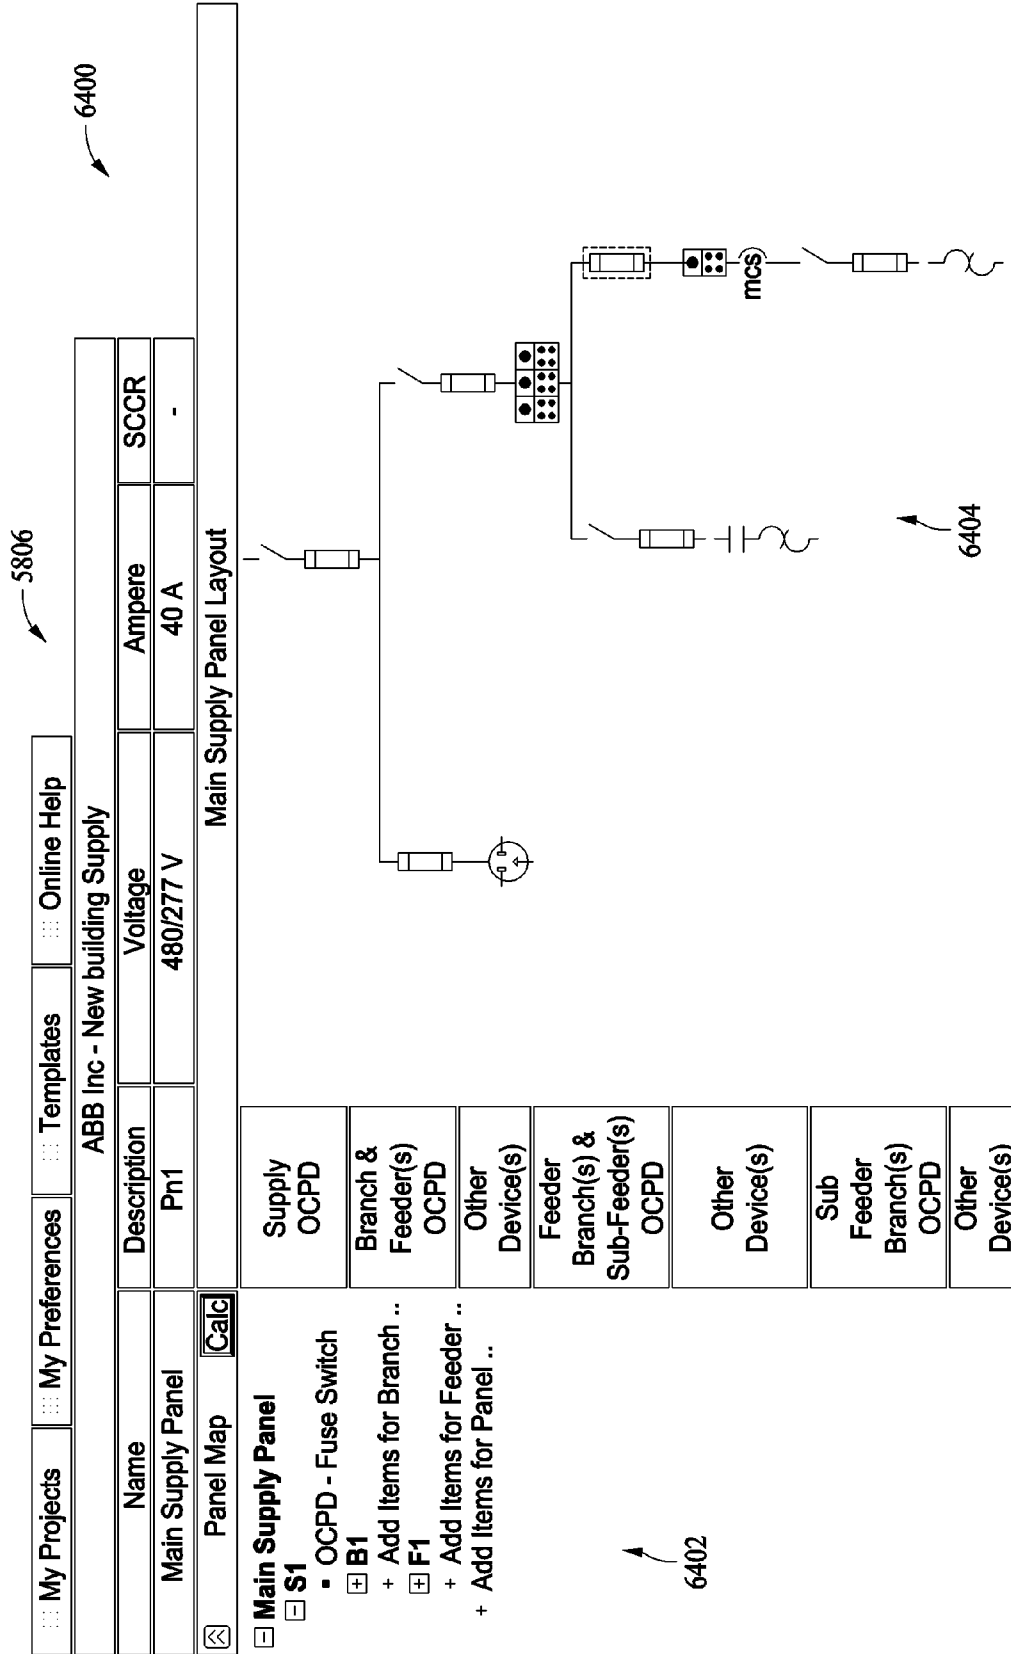 5806
6400
My Projects
My Preferences
Templates
Online Help
ABB Inc - New building Supply
Name
Description
Voltage
Ampere
SCCR
Main Supply Panel
Pn1
480/277 V
40 A
-
Panel Map
Calc
Main Supply Panel Layout
Main Supply Panel
S1
OCPD - Fuse Switch
B1
+ Add Items for Branch ..
F1
+ Add Items for Feeder ..
+ Add Items for Panel ..
6402
Supply
OCPD
Branch &
Feeder(s)
OCPD
Other
Device(s)
Feeder
Branch(s) &
Sub-Feeder(s)
OCPD
Other
Device(s)
Sub
Feeder
Branch(s)
OCPD
Other
Device(s)
mcs
6404